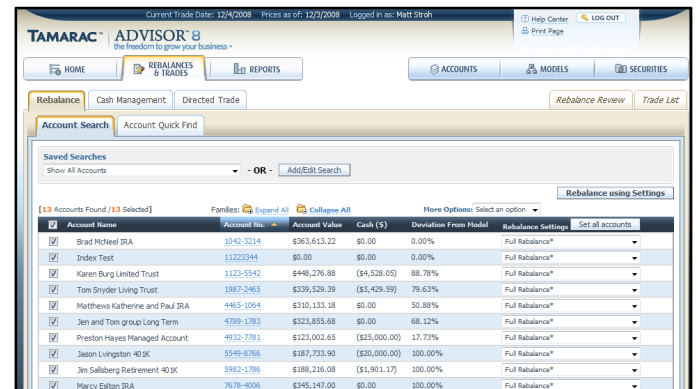 Current Trade Date: 12/4/2008 Prices as of: 12/3/2008 Logged in as: Matt Stroh
Help Center LOG OUT
Print Page
TAMARAC™ ADVISOR 8
the freedom to grow your business™
HOME REBALANCES & TRADES REPORTS ACCOUNTS MODELS SECURITIES
Rebalance Cash Management Directed Trade Rebalance Review Trade List
Account Search Account Quick Find
Saved Searches
Show All Accounts - OR - Add/Edit Search
Rebalance using Settings
[13 Accounts Found /13 Selected] Families: Expand All Collapse All More Options: Select an option
Account Name Account No. Account Value Cash ($) Deviation From Model Rebalance Settings Set all accounts
Brad McNeel IRA 1042-3214 $363,613.22 $0.00 0.00% Full Rebalance*
Index Test 11223344 $0.00 $0.00 0.00% Full Rebalance*
Karen Burg Limited Trust 1123-5542 $448,276.88 ($4,528.05) 88.78% Full Rebalance*
Tom Snyder Living Trust 1987-2465 $339,529.39 ($3,429.59) 79.63% Full Rebalance*
Matthews Katherine and Paul IRA 4465-1064 $310,133.18 $0.00 50.88% Full Rebalance*
Jen and Tom group Long Term 4789-1783 $323,855.68 $0.00 68.12% Full Rebalance*
Preston Hayes Managed Account 4932-7781 $123,002.65 ($25,000.00) 17.73% Full Rebalance*
Jason Lvingston 401K 5549-8766 $187,733.90 ($20,000.00) 100.00% Full Rebalance*
Jim Sallsberg Retirement 401K 5982-1786 $188,216.08 ($1,901.17) 100.00% Full Rebalance*
Marcy Eslton IRA 7678-4006 $345,147.00 $0.00 100.00% Full Rebalance*